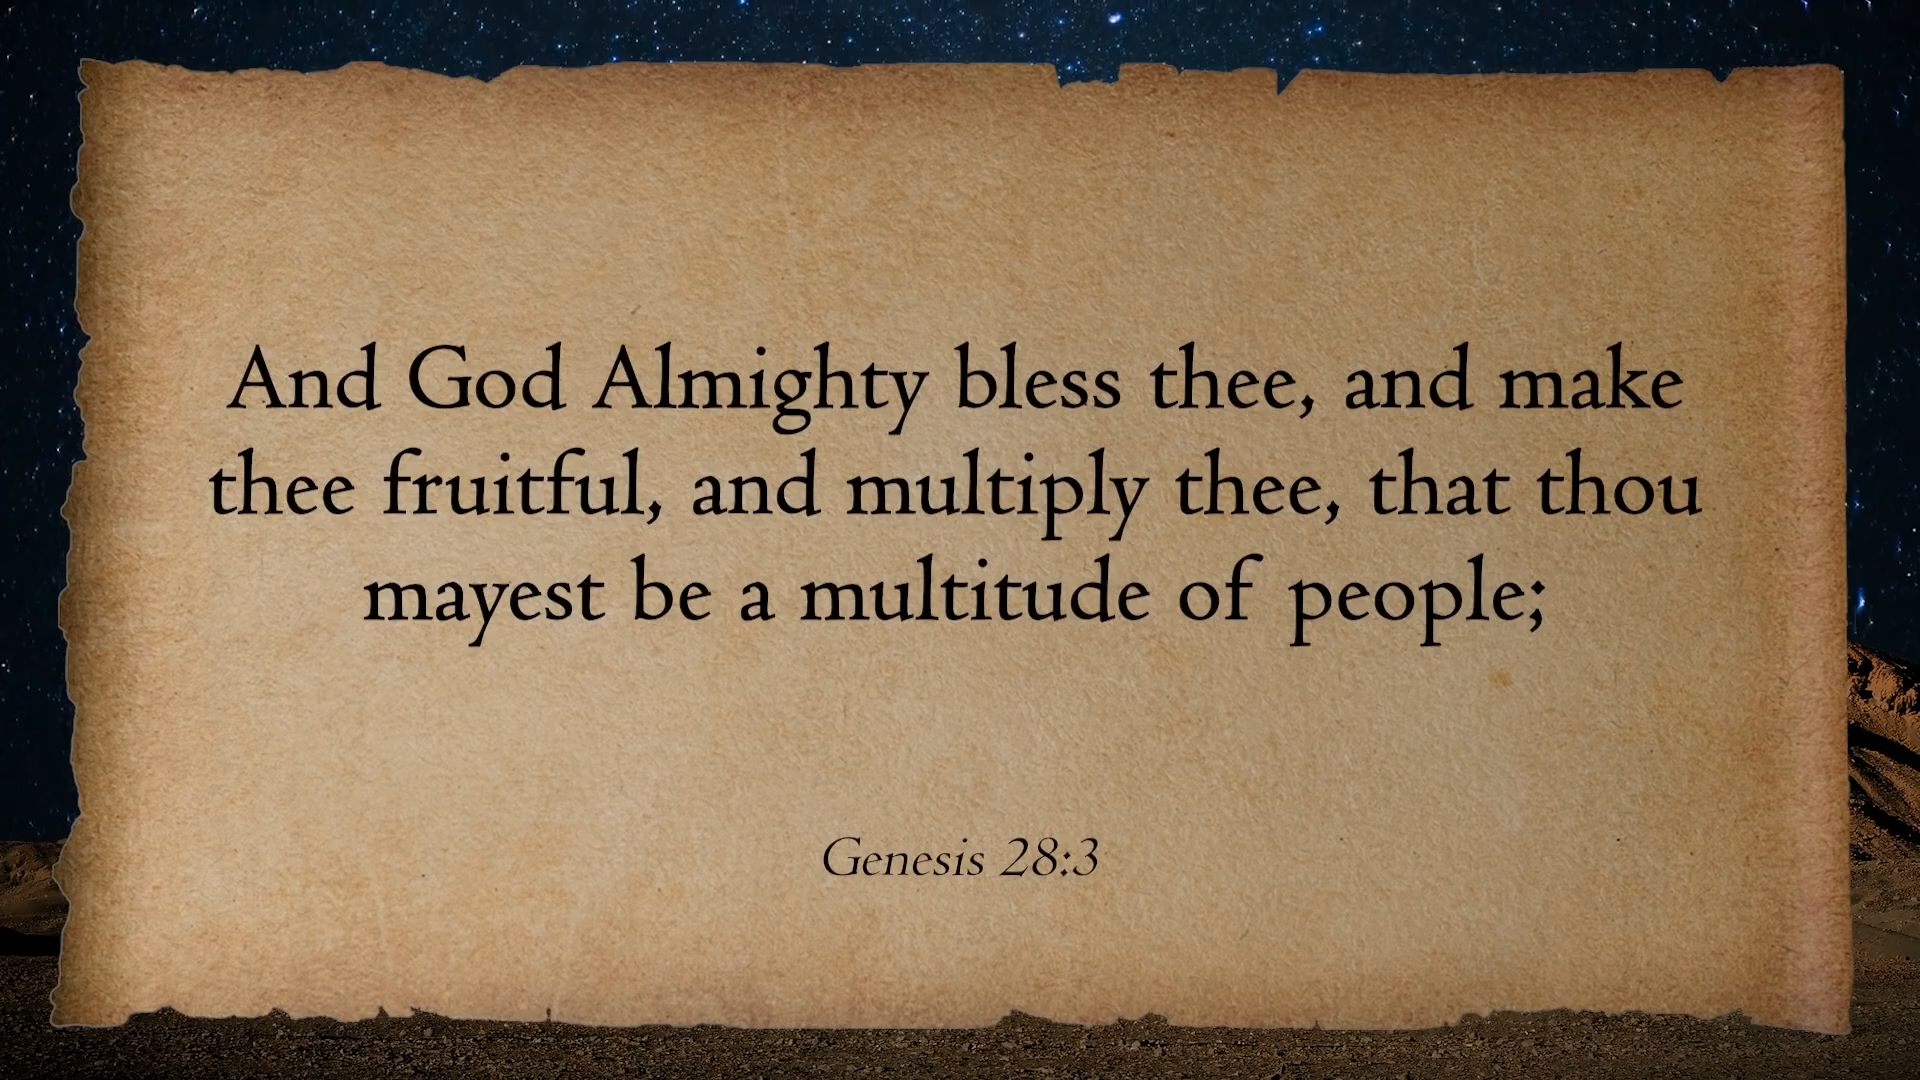 And God Almighty bless thee, and make
thee fruitful, and multiply thee, that thou
mayest be a multitude of people;
Genesis 28:3